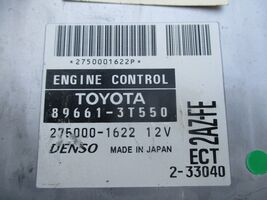 *2750001622P*
ENGINE CONTROL
TOYOTA
89661-3T550
275000-1622 12V
DENSO MADE IN JAPAN
ECT
2AZ-FE
2-33040